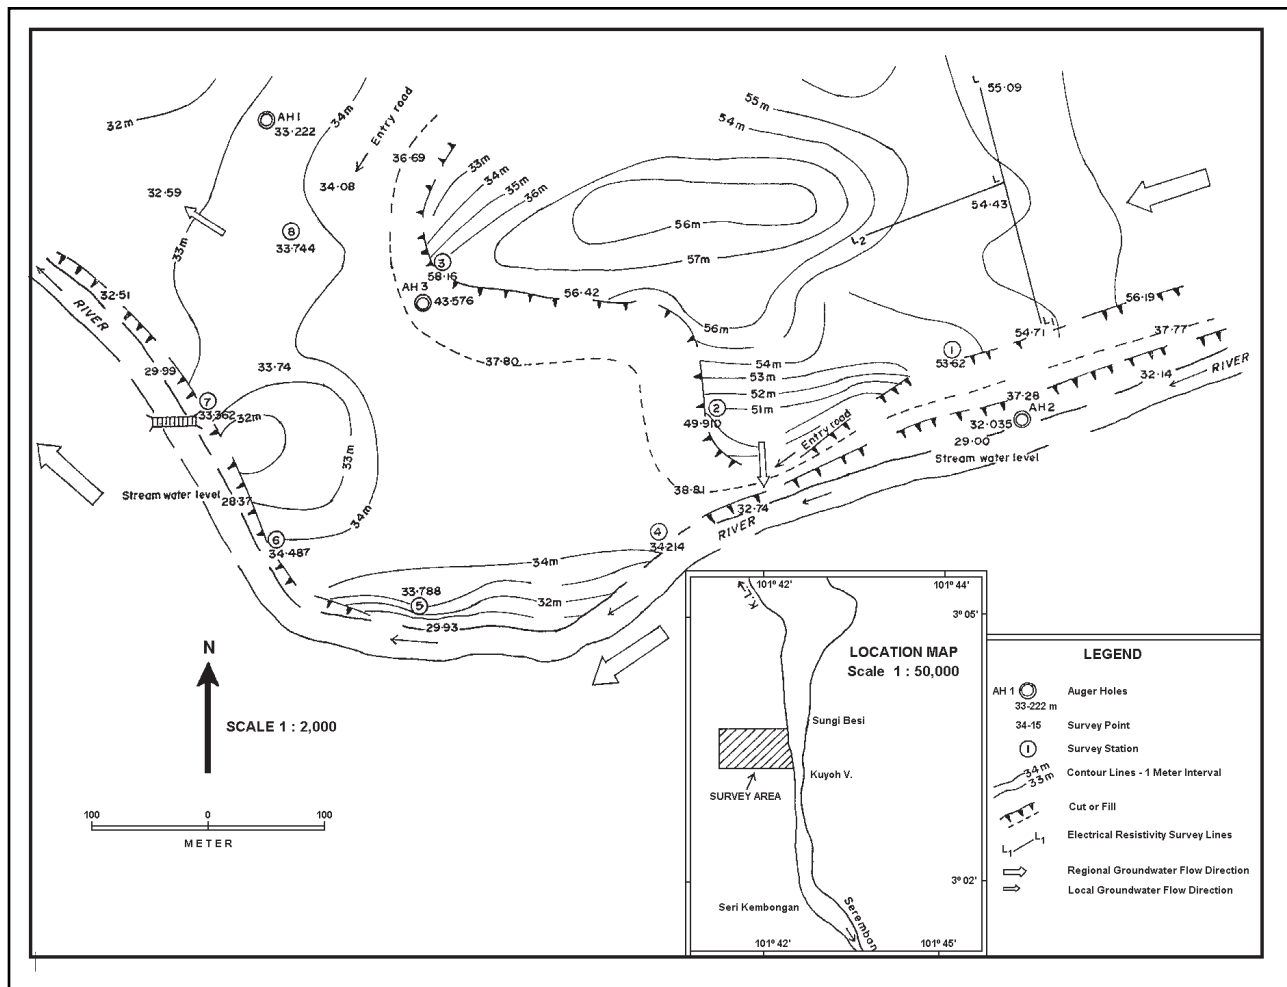 55m
54m
L
55·09
32m
AH I
33·222
34m
Entry road
36·69
33m
34m
35m
36m
34·08
32·59
L
54·43
8
33·744
56m
L2
57m
33m
3
58·16
AH 3
43·576
56·42
32·51
RIVER
56·19
L1
54·71
37·77
56m
1
53·62
37·80
54m
53m
52m
51m
29·99
33·74
32·14
RIVER
7
33·362
32m
2
49·910
37·28
AH 2
32·035
29·00
Entry road
Stream water level
33m
Stream water level
28·37
34m
38·81
32·74
RIVER
6
34·487
4
34·214
34m
33·788
5
32m
29·93
N
SCALE 1 : 2,000
100 0 100
METER
K.L.
101° 42'
101° 44'
3° 05'
LOCATION MAP
Scale 1 : 50,000
Sungi Besi
Kuyoh V.
SURVEY AREA
3° 02'
Seri Kembongan
Seremban
101° 42'
101° 45'
LEGEND
AH 1
33-222 m
Auger Holes
34-15 Survey Point
1 Survey Station
34m
33m
Contour Lines - 1 Meter Interval
Cut or Fill
L1 L1
Electrical Resistivity Survey Lines
Regional Groundwater Flow Direction
Local Groundwater Flow Direction